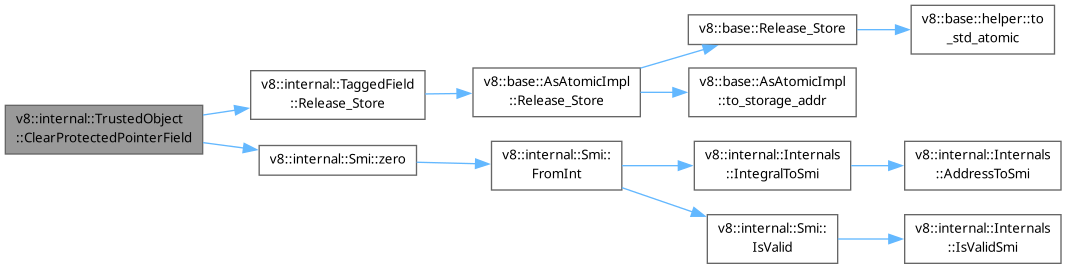 v8::internal::TrustedObject
::ClearProtectedPointerField
v8::internal::TaggedField
::Release_Store
v8::internal::Smi::zero
v8::base::AsAtomicImpl
::Release_Store
v8::internal::Smi::
FromInt
v8::base::Release_Store
v8::base::AsAtomicImpl
::to_storage_addr
v8::internal::Internals
::IntegralToSmi
v8::internal::Smi::
IsValid
v8::base::helper::to
_std_atomic
v8::internal::Internals
::AddressToSmi
v8::internal::Internals
::IsValidSmi